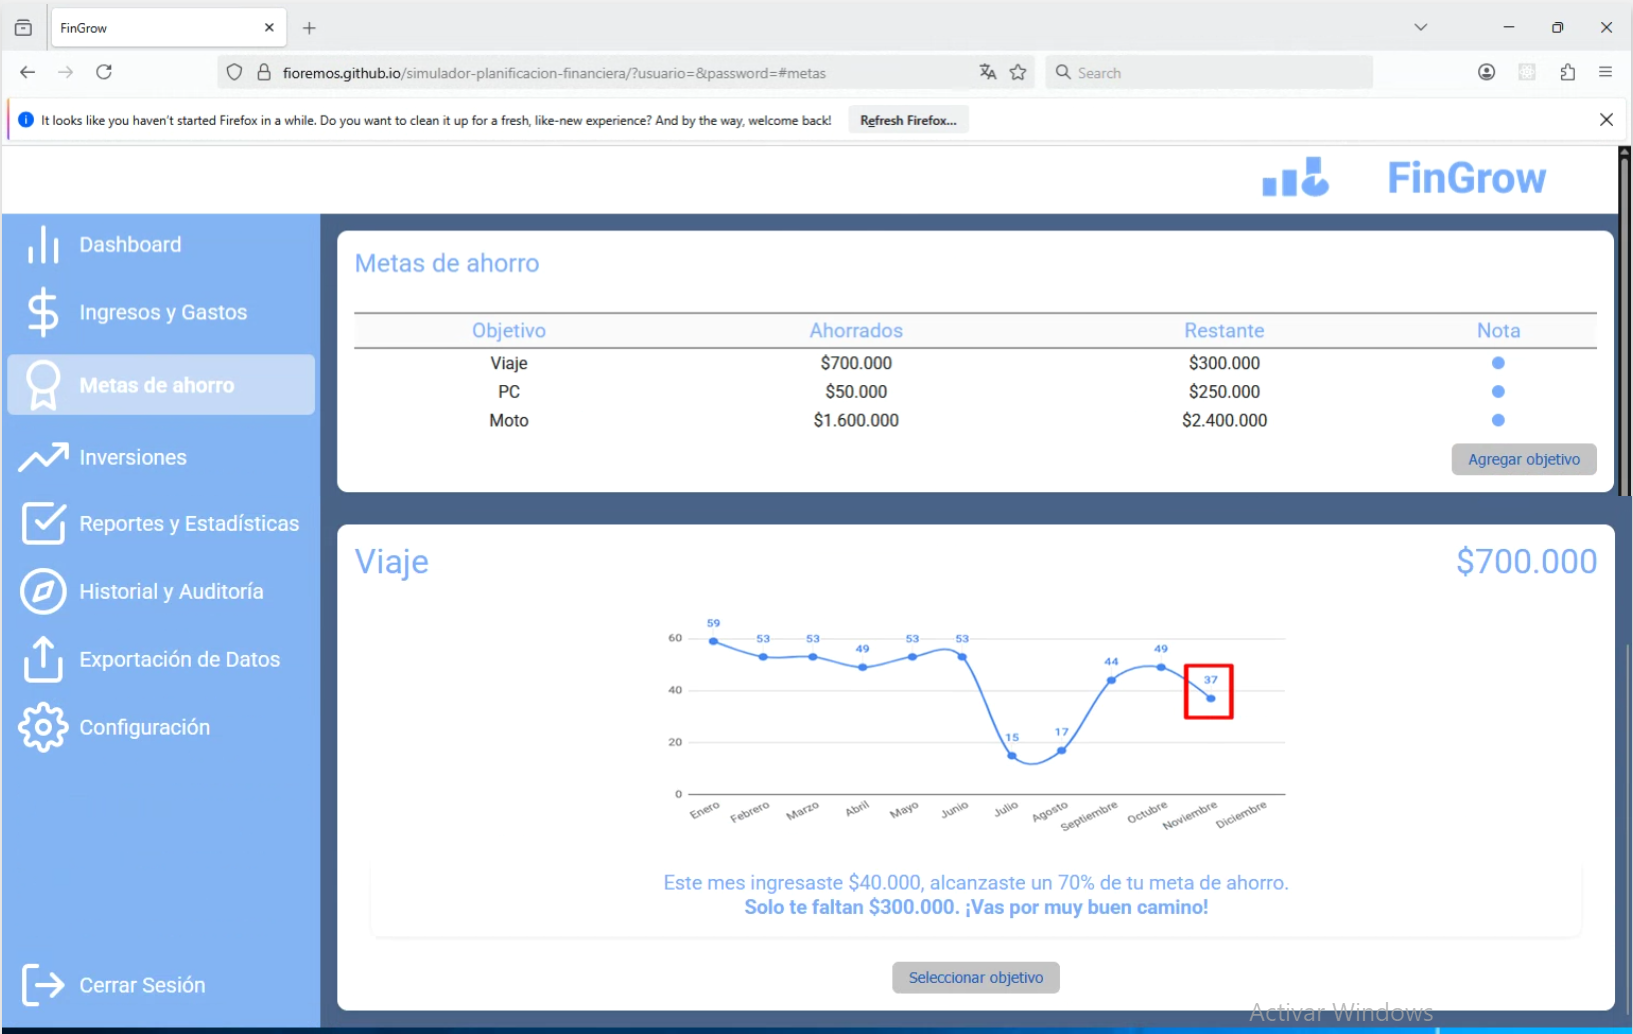 FinGrow
fioremos.github.io/simulador-planificacion-financiera/?usuario=&password=#metas
Search
It looks like you haven't started Firefox in a while. Do you want to clean it up for a fresh, like-new experience? And by the way, welcome back!
Refresh Firefox...
FinGrow
Dashboard
Ingresos y Gastos
Metas de ahorro
Inversiones
Reportes y Estadísticas
Historial y Auditoría
Exportación de Datos
Configuración
Cerrar Sesión
Metas de ahorro
Objetivo Ahorrados Restante Nota
Viaje $700.000 $300.000
PC $50.000 $250.000
Moto $1.600.000 $2.400.000
Agregar objetivo
Viaje $700.000
60
40
20
0
59 53 53 49 53 53 15 17 44 49 37
Enero Febrero Marzo Abril Mayo Junio Julio Agosto Septiembre Octubre Noviembre Diciembre
Este mes ingresaste $40.000, alcanzaste un 70% de tu meta de ahorro.
Solo te faltan $300.000. ¡Vas por muy buen camino!
Seleccionar objetivo
Activar Windows